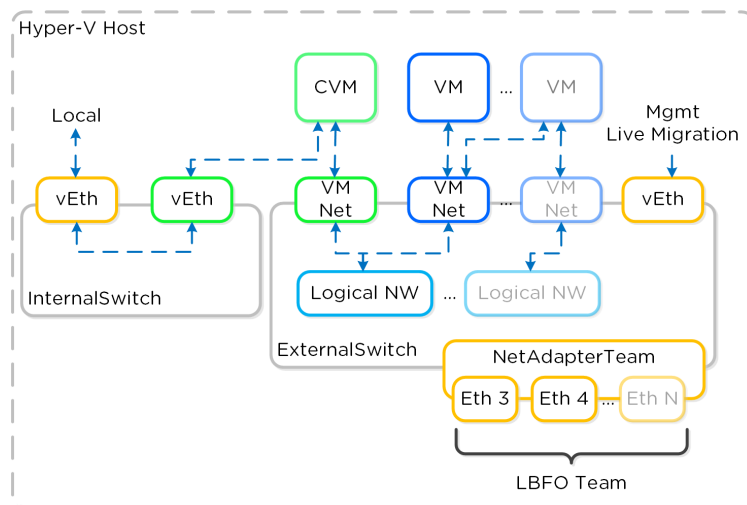 Hyper-V Host
CVM
VM
...
VM
Local
Mgmt
Live Migration
vEth
vEth
VM
Net
VM
Net
...
VM
Net
vEth
InternalSwitch
Logical NW
...
Logical NW
ExternalSwitch
NetAdapterTeam
Eth 3
Eth 4
...
Eth N
LBFO Team